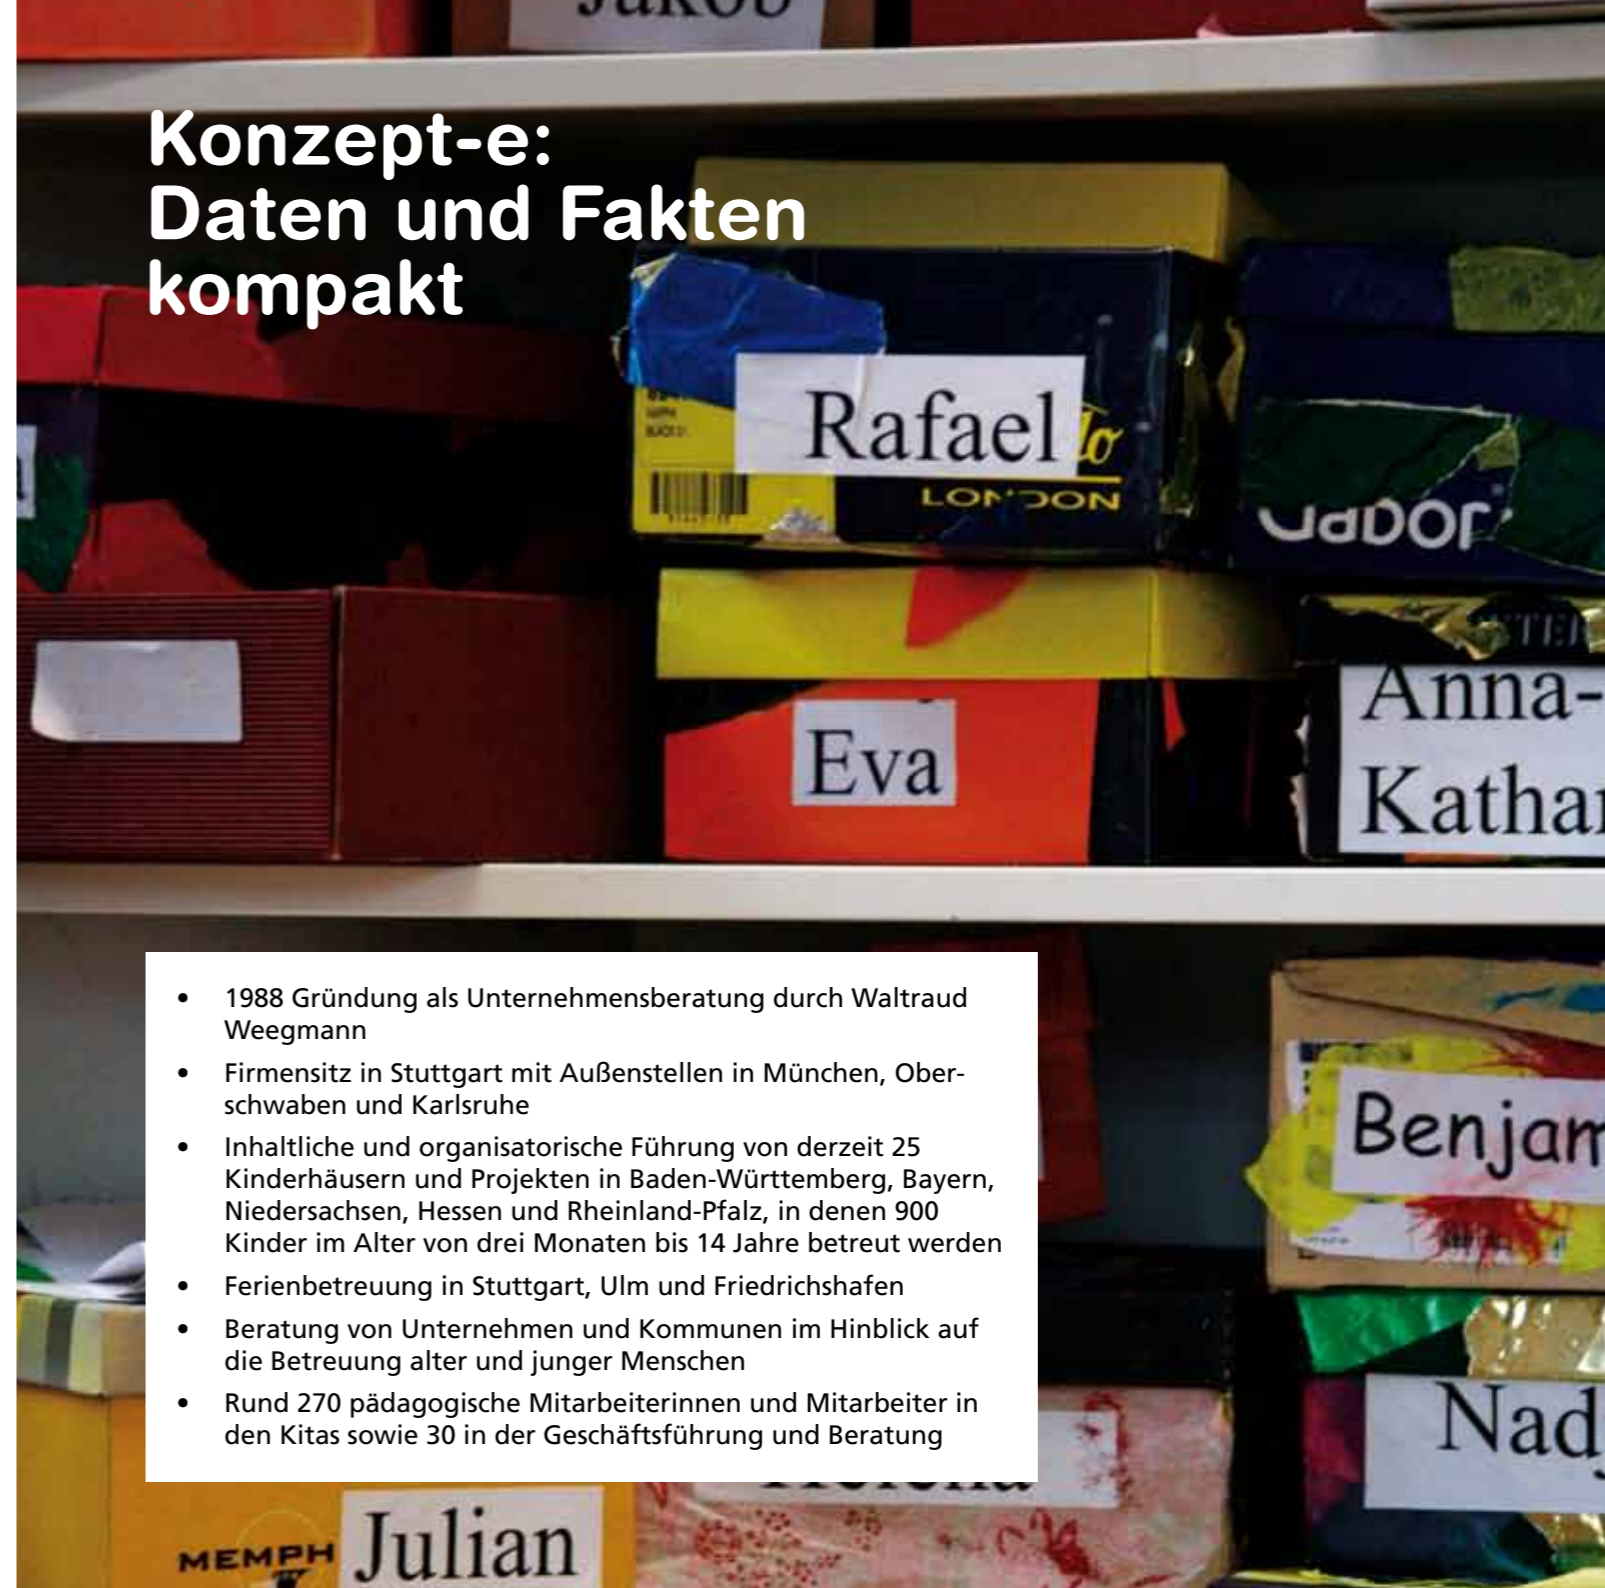 Konzept-e:
Daten und Fakten
kompakt
Rafael
LONDON
Eva
Anna-
Benjam
• 1988 Gründung als Unternehmensberatung durch Waltraud
Weegmann
• Firmensitz in Stuttgart mit Außenstellen in München, Ober-
schwaben und Karlsruhe
• Inhaltliche und organisatorische Führung von derzeit 25
Kinderhäusern und Projekten in Baden-Württemberg, Bayern,
Niedersachsen, Hessen und Rheinland-Pfalz, in denen 900
Kinder im Alter von drei Monaten bis 14 Jahre betreut werden
• Ferienbetreuung in Stuttgart, Ulm und Friedrichshafen
• Beratung von Unternehmen und Kommunen im Hinblick auf
die Betreuung alter und junger Menschen
• Rund 270 pädagogische Mitarbeiterinnen und Mitarbeiter in
den Kitas sowie 30 in der Geschäftsführung und Beratung
Nad
MEMPH
Julian